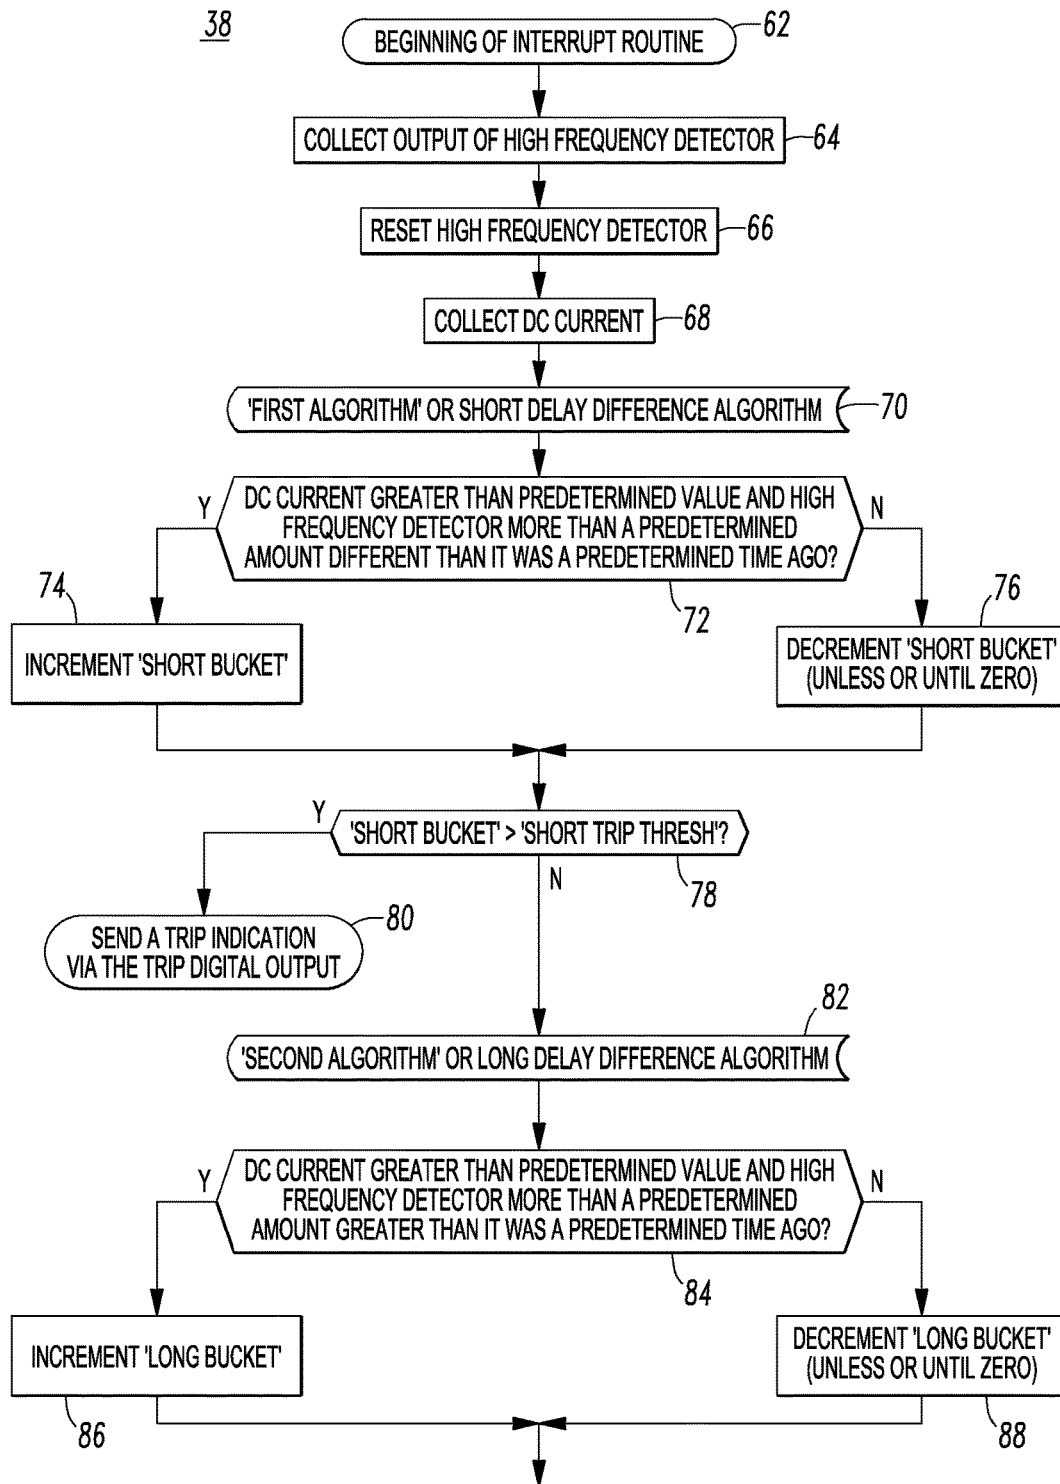 38
BEGINNING OF INTERRUPT ROUTINE
62
COLLECT OUTPUT OF HIGH FREQUENCY DETECTOR
64
RESET HIGH FREQUENCY DETECTOR
66
COLLECT DC CURRENT
68
'FIRST ALGORITHM' OR SHORT DELAY DIFFERENCE ALGORITHM
70
Y
DC CURRENT GREATER THAN PREDETERMINED VALUE AND HIGH
FREQUENCY DETECTOR MORE THAN A PREDETERMINED
AMOUNT DIFFERENT THAN IT WAS A PREDETERMINED TIME AGO?
N
72
74
INCREMENT 'SHORT BUCKET'
76
DECREMENT 'SHORT BUCKET'
(UNLESS OR UNTIL ZERO)
Y
'SHORT BUCKET' > 'SHORT TRIP THRESH'?
N
78
80
SEND A TRIP INDICATION
VIA THE TRIP DIGITAL OUTPUT
82
'SECOND ALGORITHM' OR LONG DELAY DIFFERENCE ALGORITHM
Y
DC CURRENT GREATER THAN PREDETERMINED VALUE AND HIGH
FREQUENCY DETECTOR MORE THAN A PREDETERMINED
AMOUNT GREATER THAN IT WAS A PREDETERMINED TIME AGO?
N
84
INCREMENT 'LONG BUCKET'
86
DECREMENT 'LONG BUCKET'
(UNLESS OR UNTIL ZERO)
88